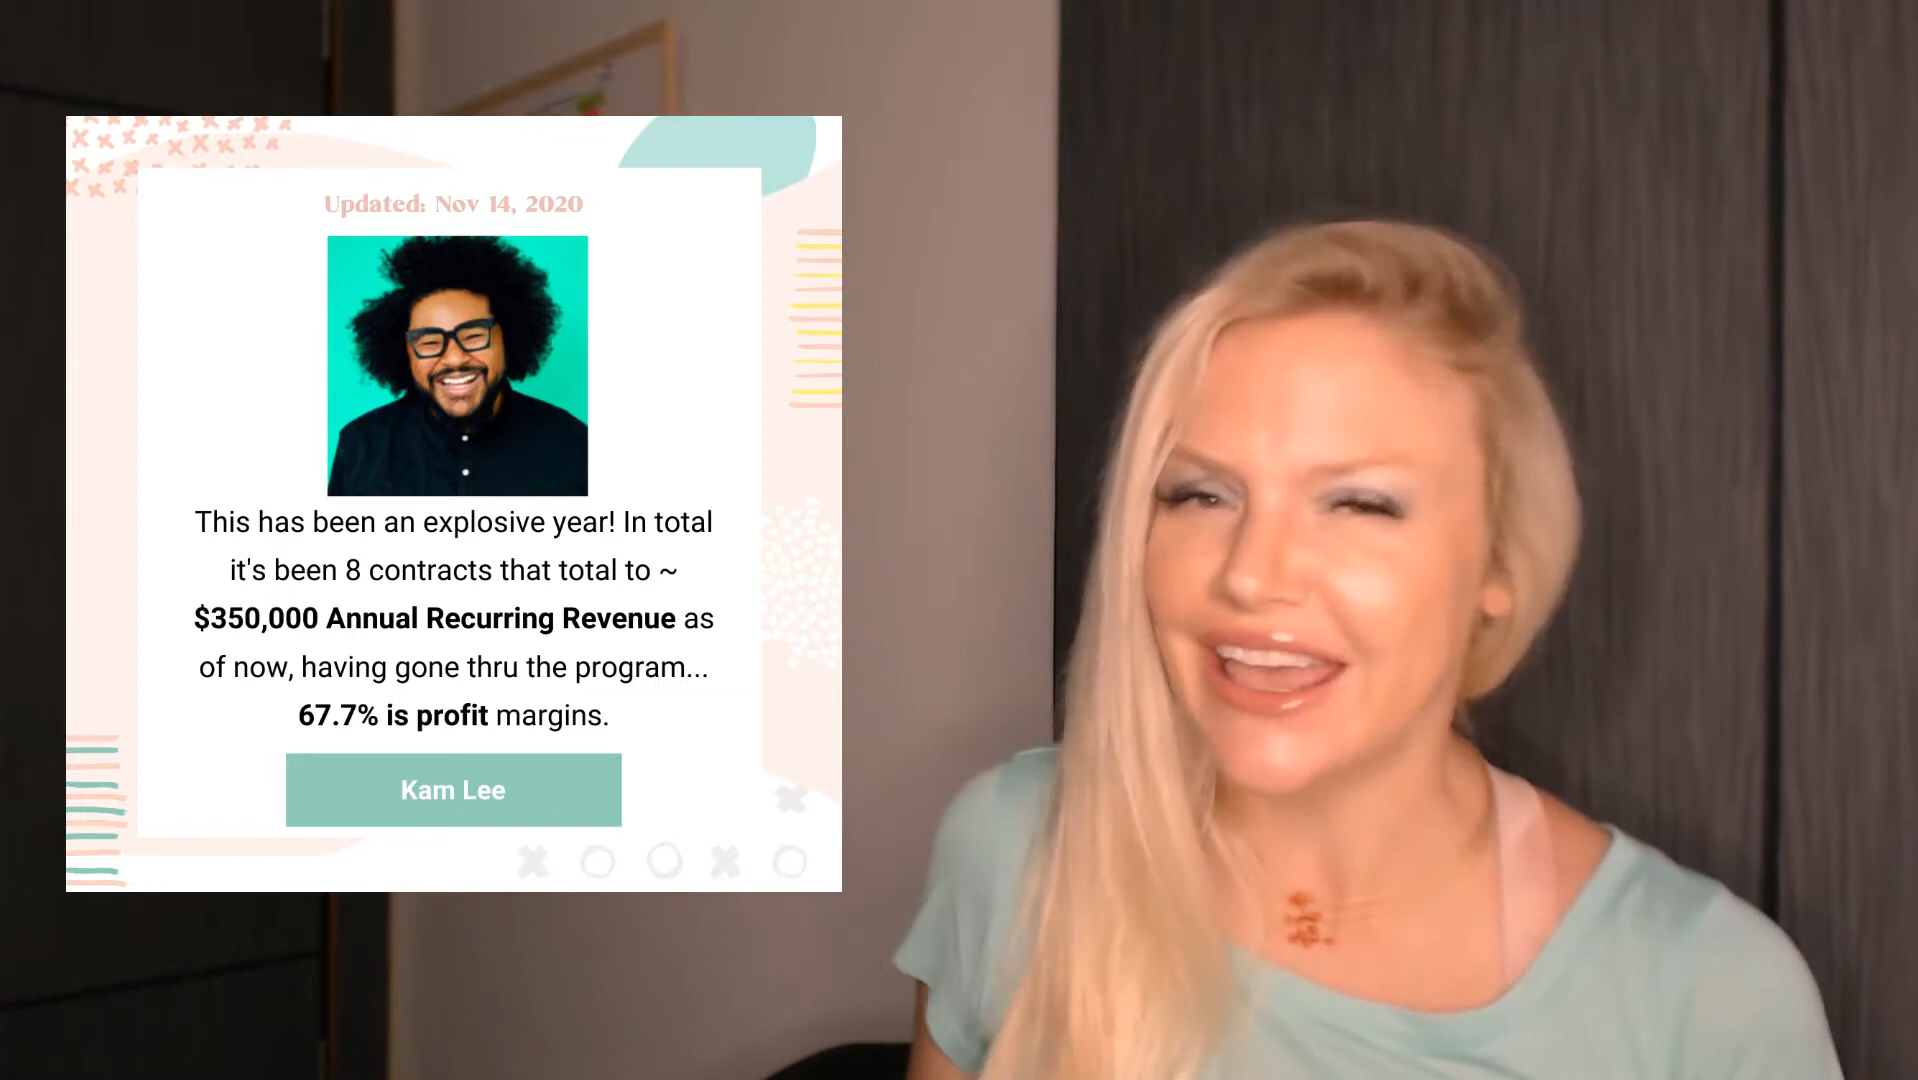 Updated: Nov 14, 2020
This has been an explosive year! In total
it's been 8 contracts that total to ~
$350,000 Annual Recurring Revenue as
of now, having gone thru the program...
67.7% is profit margins.
Kam Lee